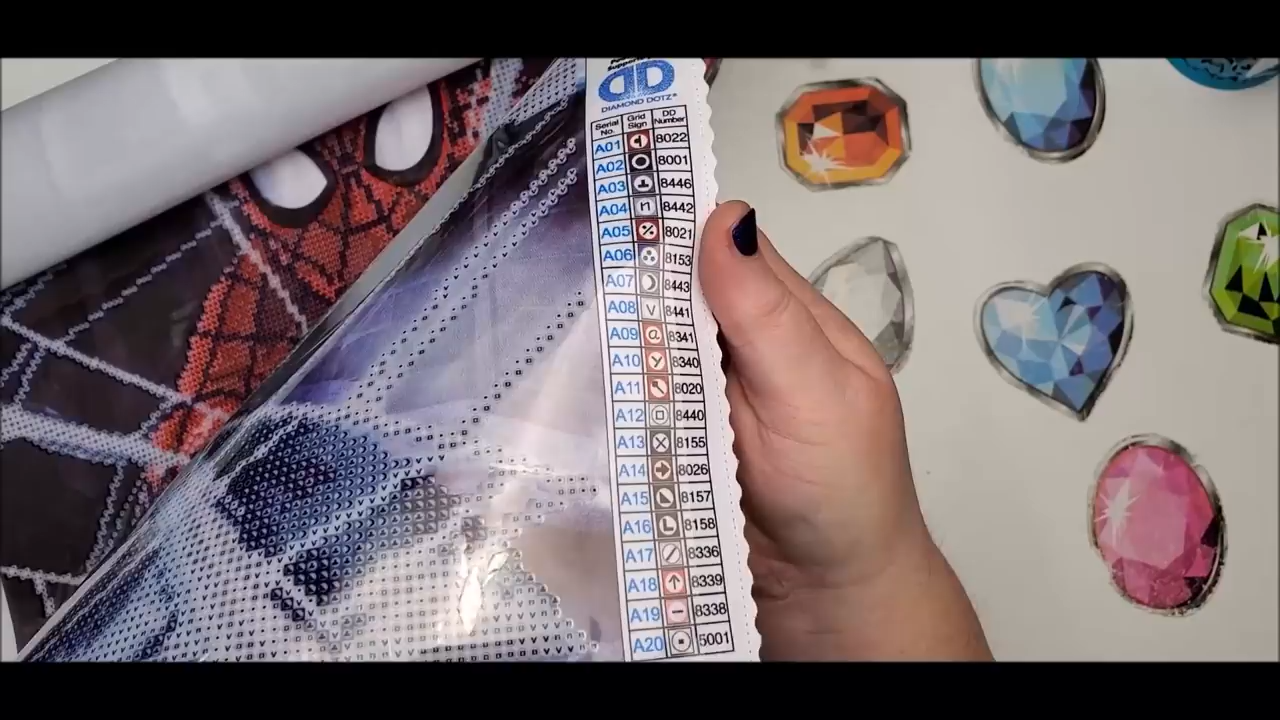 DD
DIAMOND DOTZ®
Serial No. Grid Sign DD Number
A01 8022
A02 8001
A03 8446
A04 n 8442
A05 % 8021
A06 8153
A07 8443
A08 V 8441
A09 @ 8341
A10 Y 8340
A11 8020
A12 8440
A13 X 8155
A14 8026
A15 8157
A16 L 8158
A17 8336
A18 8339
A19 8338
A20 5001